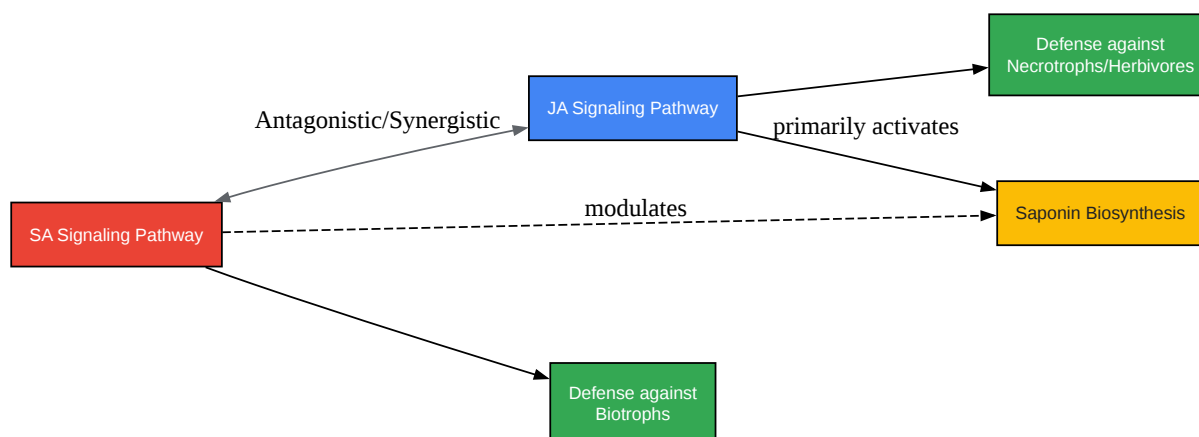 Defense against
Necrotrophs/Herbivores
JA Signaling Pathway
Antagonistic/Synergistic
primarily activates
modulates
Saponin Biosynthesis
SA Signaling Pathway
Defense against
Biotrophs